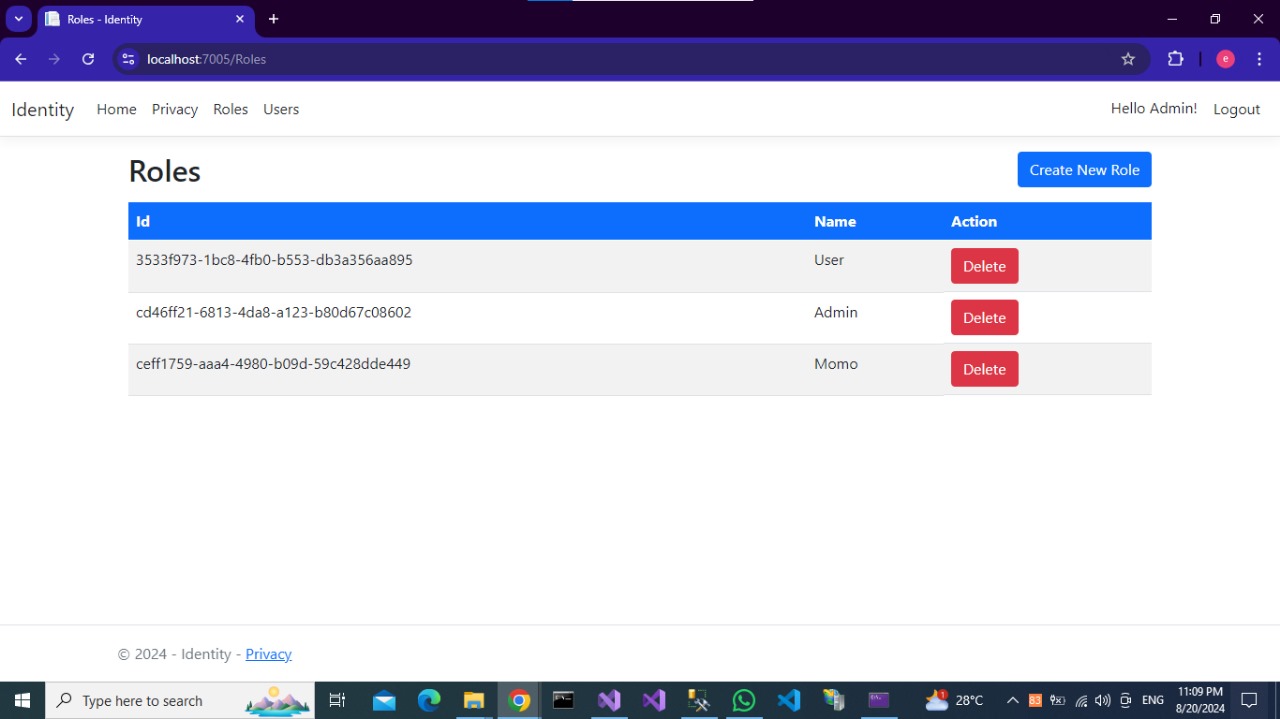 Roles - Identity
localhost:7005/Roles
e
Identity Home Privacy Roles Users Hello Admin! Logout
Roles Create New Role
Id Name Action
3533f973-1bc8-4fb0-b553-db3a356aa895 User Delete
cd46ff21-6813-4da8-a123-b80d67c08602 Admin Delete
ceff1759-aaa4-4980-b09d-59c428dde449 Momo Delete
© 2024 - Identity - Privacy
Type here to search 1 28°C 83 ENG 11:09 PM
8/20/2024